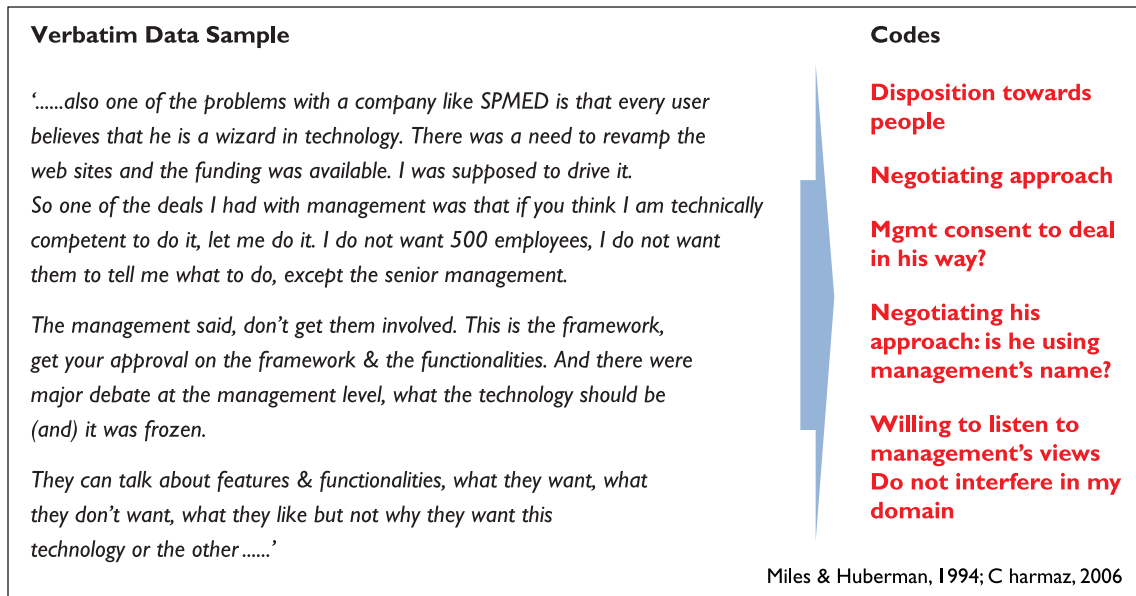 Verbatim Data Sample
‘......also one of the problems with a company like SPMED is that every user
believes that he is a wizard in technology. There was a need to revamp the
web sites and the funding was available. I was supposed to drive it.
So one of the deals I had with management was that if you think I am technically
competent to do it, let me do it. I do not want 500 employees, I do not want
them to tell me what to do, except the senior management.
The management said, don’t get them involved. This is the framework,
get your approval on the framework & the functionalities. And there were
major debate at the management level, what the technology should be
(and) it was frozen.
They can talk about features & functionalities, what they want, what
they don’t want, what they like but not why they want this
technology or the other ......’
Codes
Disposition towards
people
Negotiating approach
Mgmt consent to deal
in his way?
Negotiating his
approach: is he using
management’s name?
Willing to listen to
management’s views
Do not interfere in my
domain
Miles & Huberman, 1994; C harmaz, 2006